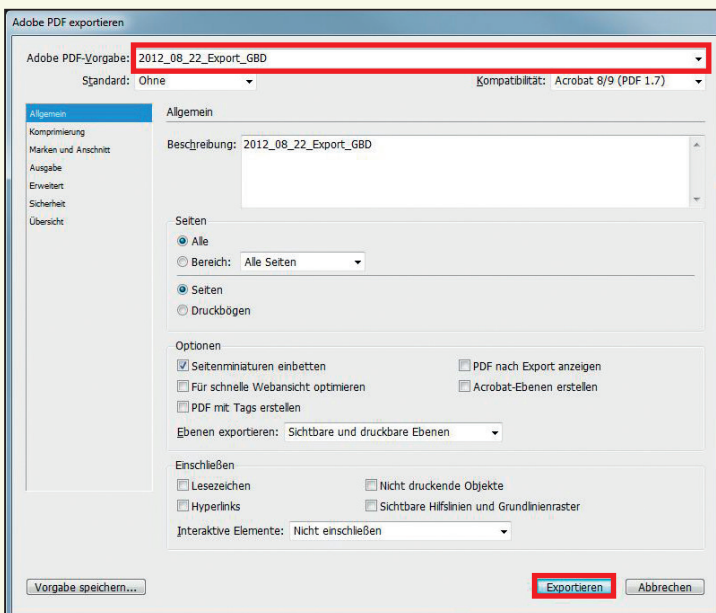 Adobe PDF exportieren
Adobe PDF-Vorgabe: 2012_08_22_Export_GBD
Standard: Ohne Kompatibilität: Acrobat 8/9 (PDF 1.7)
Allgemein
Komprimierung
Marken und Anschnitt
Ausgabe
Erweitert
Sicherheit
Übersicht
Allgemein
Beschreibung: 2012_08_22_Export_GBD
Seiten
Alle
Bereich: Alle Seiten
Seiten
Druckbögen
Optionen
Seitenminiaturen einbetten PDF nach Export anzeigen
Für schnelle Webansicht optimieren Acrobat-Ebenen erstellen
PDF mit Tags erstellen
Ebenen exportieren: Sichtbare und druckbare Ebenen
Einschließen
Lesezeichen Nicht druckende Objekte
Hyperlinks Sichtbare Hilfslinien und Grundlinienraster
Interaktive Elemente: Nicht einschließen
Vorgabe speichern... Exportieren Abbrechen